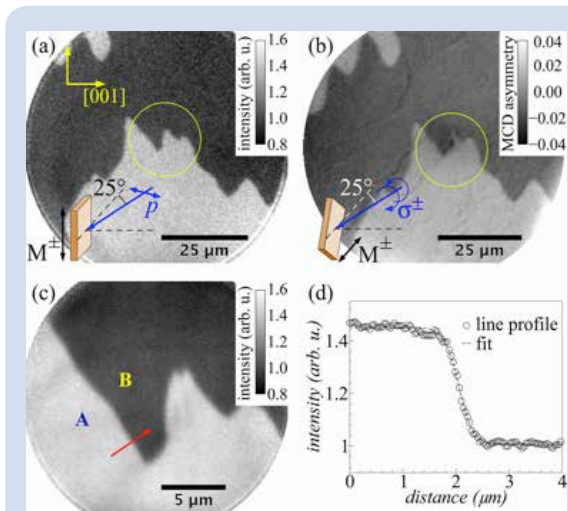 (a)
intensity (arb. u.)
1.6
1.4
1.2
1.0
0.8
[001]
25°
p
M±
25 µm
(b)
MCD asymmetry
0.04
0.02
0.00
−0.02
−0.04
25°
σ±
M±
25 µm
(c)
intensity (arb. u.)
1.6
1.4
1.2
1.0
0.8
B
A
5 µm
(d)
intensity (arb. u.)
1.4
1.2
1
line profile
fit
0 1 2 3 4
distance (µm)